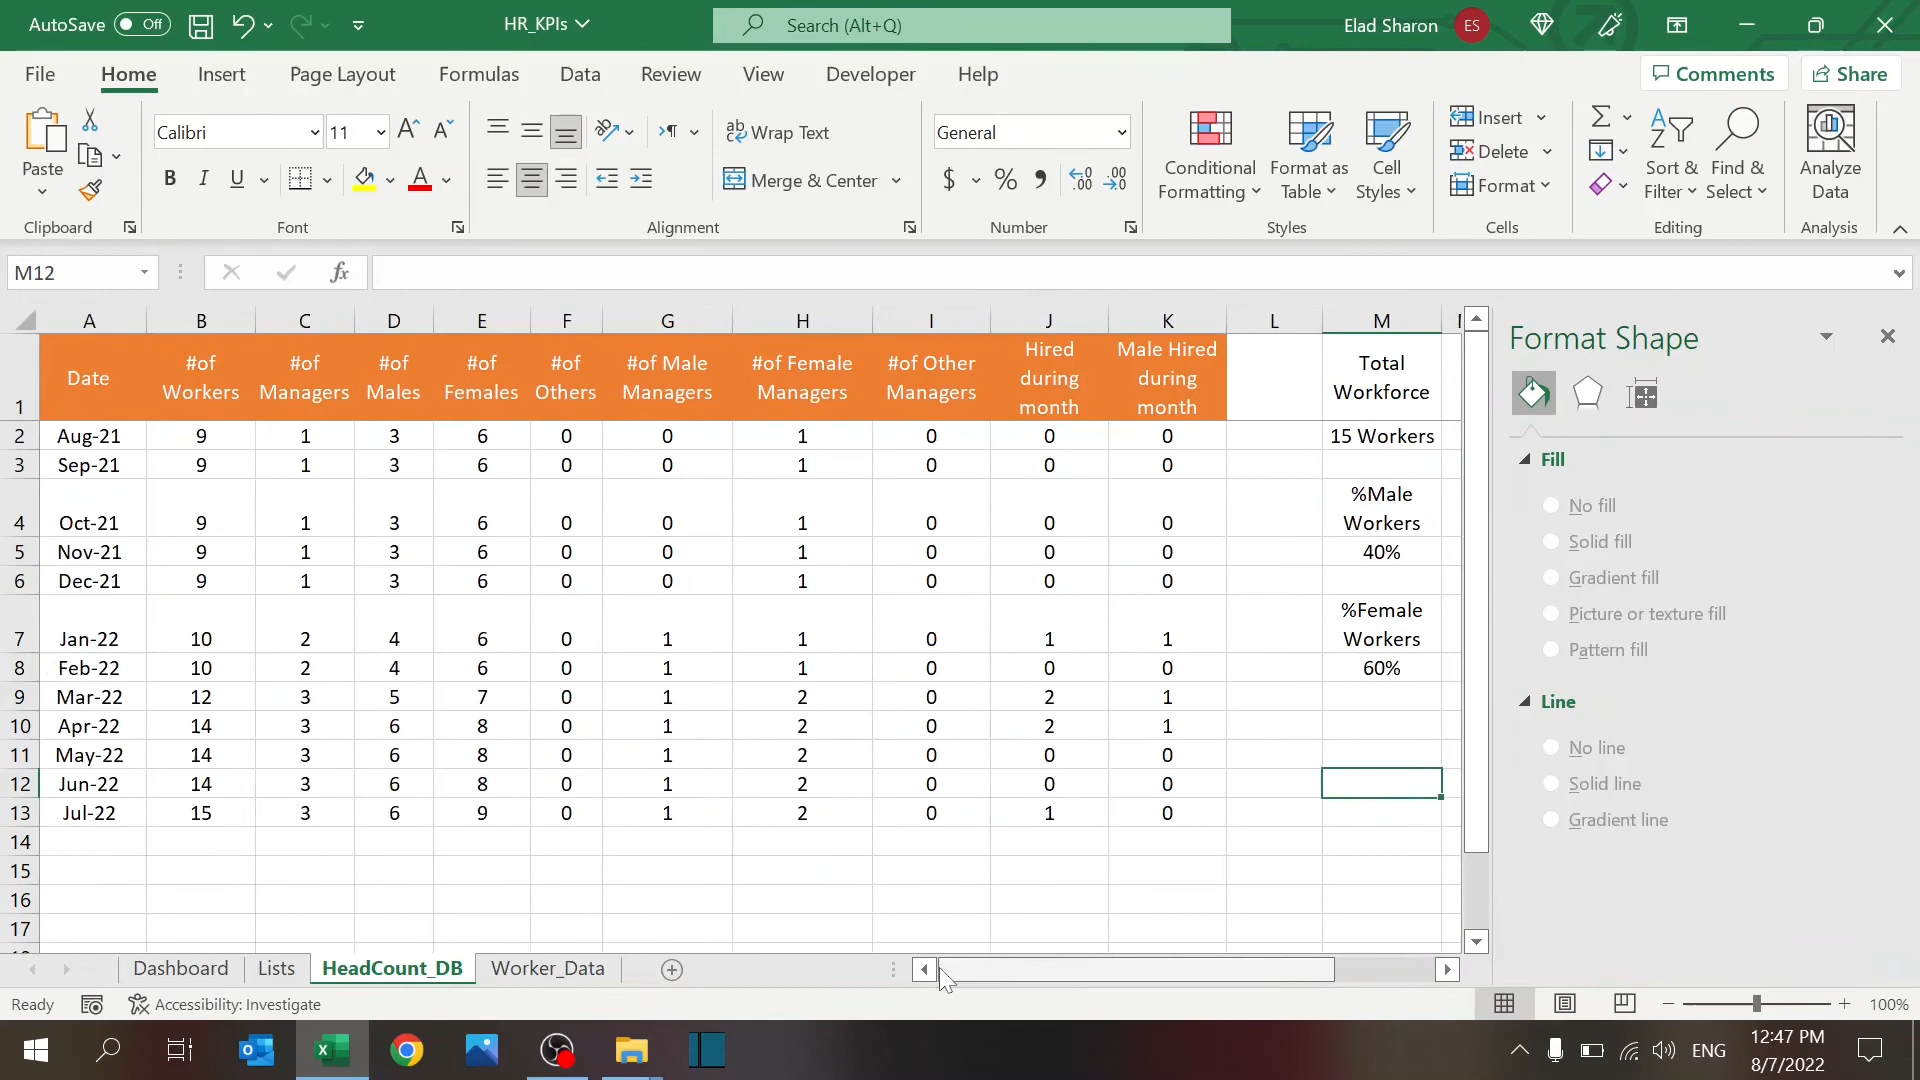 AutoSave Off
HR_KPIs
Search (Alt+Q)
Elad Sharon ES
File Home Insert Page Layout Formulas Data Review View Developer Help
Comments Share
Paste
Calibri 11
B I U A
ab Wrap Text
Merge & Center
General
$ % 9
Conditional Formatting
Format as Table
Cell Styles
Insert
Delete
Format
Sort & Filter
Find & Select
Analyze Data
Clipboard Font Alignment Number Styles Cells Editing Analysis
M12 fx
A B C D E F G H I J K L M
1 Date #of Workers #of Managers #of Males #of Females #of Others #of Male Managers #of Female Managers #of Other Managers Hired during month Male Hired during month Total Workforce
2 Aug-21 9 1 3 6 0 0 1 0 0 0 15 Workers
3 Sep-21 9 1 3 6 0 0 1 0 0 0
4 Oct-21 9 1 3 6 0 0 1 0 0 0 %Male Workers
5 Nov-21 9 1 3 6 0 0 1 0 0 0 40%
6 Dec-21 9 1 3 6 0 0 1 0 0 0
7 Jan-22 10 2 4 6 0 1 1 0 1 1 %Female Workers
8 Feb-22 10 2 4 6 0 1 1 0 0 0 60%
9 Mar-22 12 3 5 7 0 1 2 0 2 1
10 Apr-22 14 3 6 8 0 1 2 0 2 1
11 May-22 14 3 6 8 0 1 2 0 0 0
12 Jun-22 14 3 6 8 0 1 2 0 0 0
13 Jul-22 15 3 6 9 0 1 2 0 1 0
14
15
16
17
Format Shape
Fill
No fill
Solid fill
Gradient fill
Picture or texture fill
Pattern fill
Line
No line
Solid line
Gradient line
Dashboard Lists HeadCount_DB Worker_Data
Ready Accessibility: Investigate 100%
ENG
12:47 PM
8/7/2022